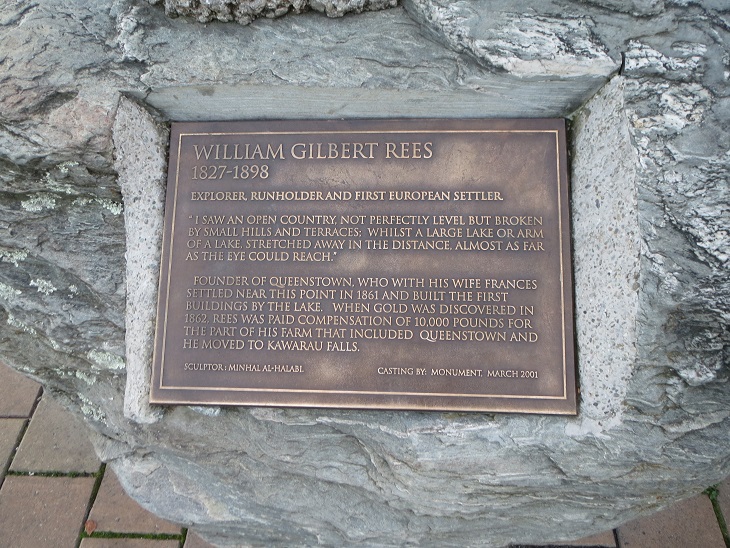 WILLIAM GILBERT REES
1827-1898
EXPLORER, RUNHOLDER AND FIRST EUROPEAN SETTLER.
" I SAW AN OPEN COUNTRY, NOT PERFECTLY LEVEL BUT BROKEN
BY SMALL HILLS AND TERRACES; WHILST A LARGE LAKE OR ARM
OF A LAKE, STRETCHED AWAY IN THE DISTANCE, ALMOST AS FAR
AS THE EYE COULD REACH."
FOUNDER OF QUEENSTOWN, WHO WITH HIS WIFE FRANCES
SETTLED NEAR THIS POINT IN 1861 AND BUILT THE FIRST
BUILDINGS BY THE LAKE. WHEN GOLD WAS DISCOVERED IN
1862, REES WAS PAID COMPENSATION OF 10,000 POUNDS FOR
THE PART OF HIS FARM THAT INCLUDED QUEENSTOWN AND
HE MOVED TO KAWARAU FALLS.
SCULPTOR: MINHAL AL-HALABI. CASTING BY: MONUMENT, MARCH 2001